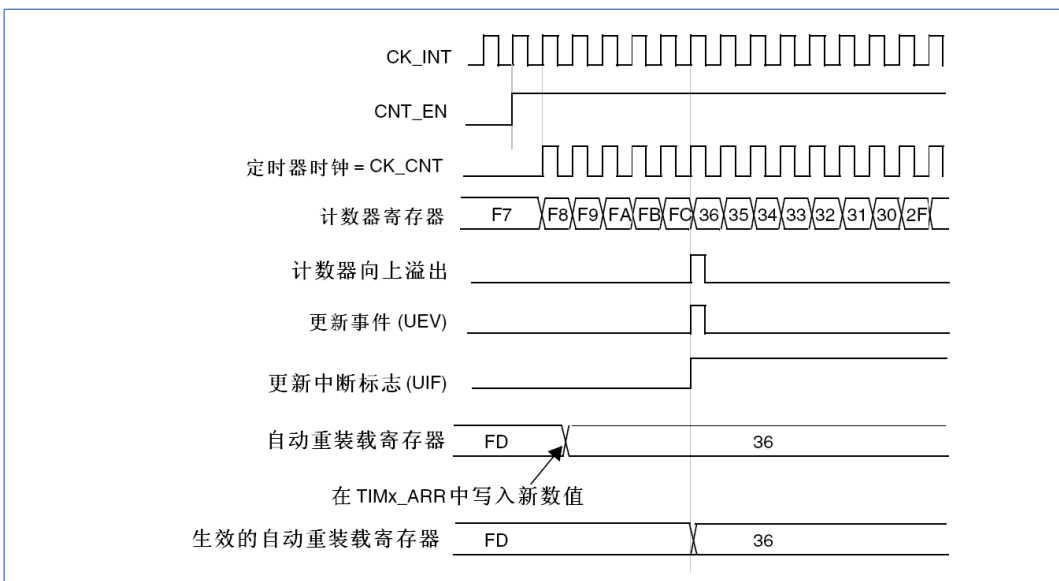 CK_INT
CNT_EN
定时器时钟 = CK_CNT
计数器寄存器 F7 F8 F9 FA FB FC 36 35 34 33 32 31 30 2F
计数器向上溢出
更新事件 (UEV)
更新中断标志 (UIF)
自动重装载寄存器 FD 36
在 TIMx_ARR 中写入新数值
生效的自动重装载寄存器 FD 36